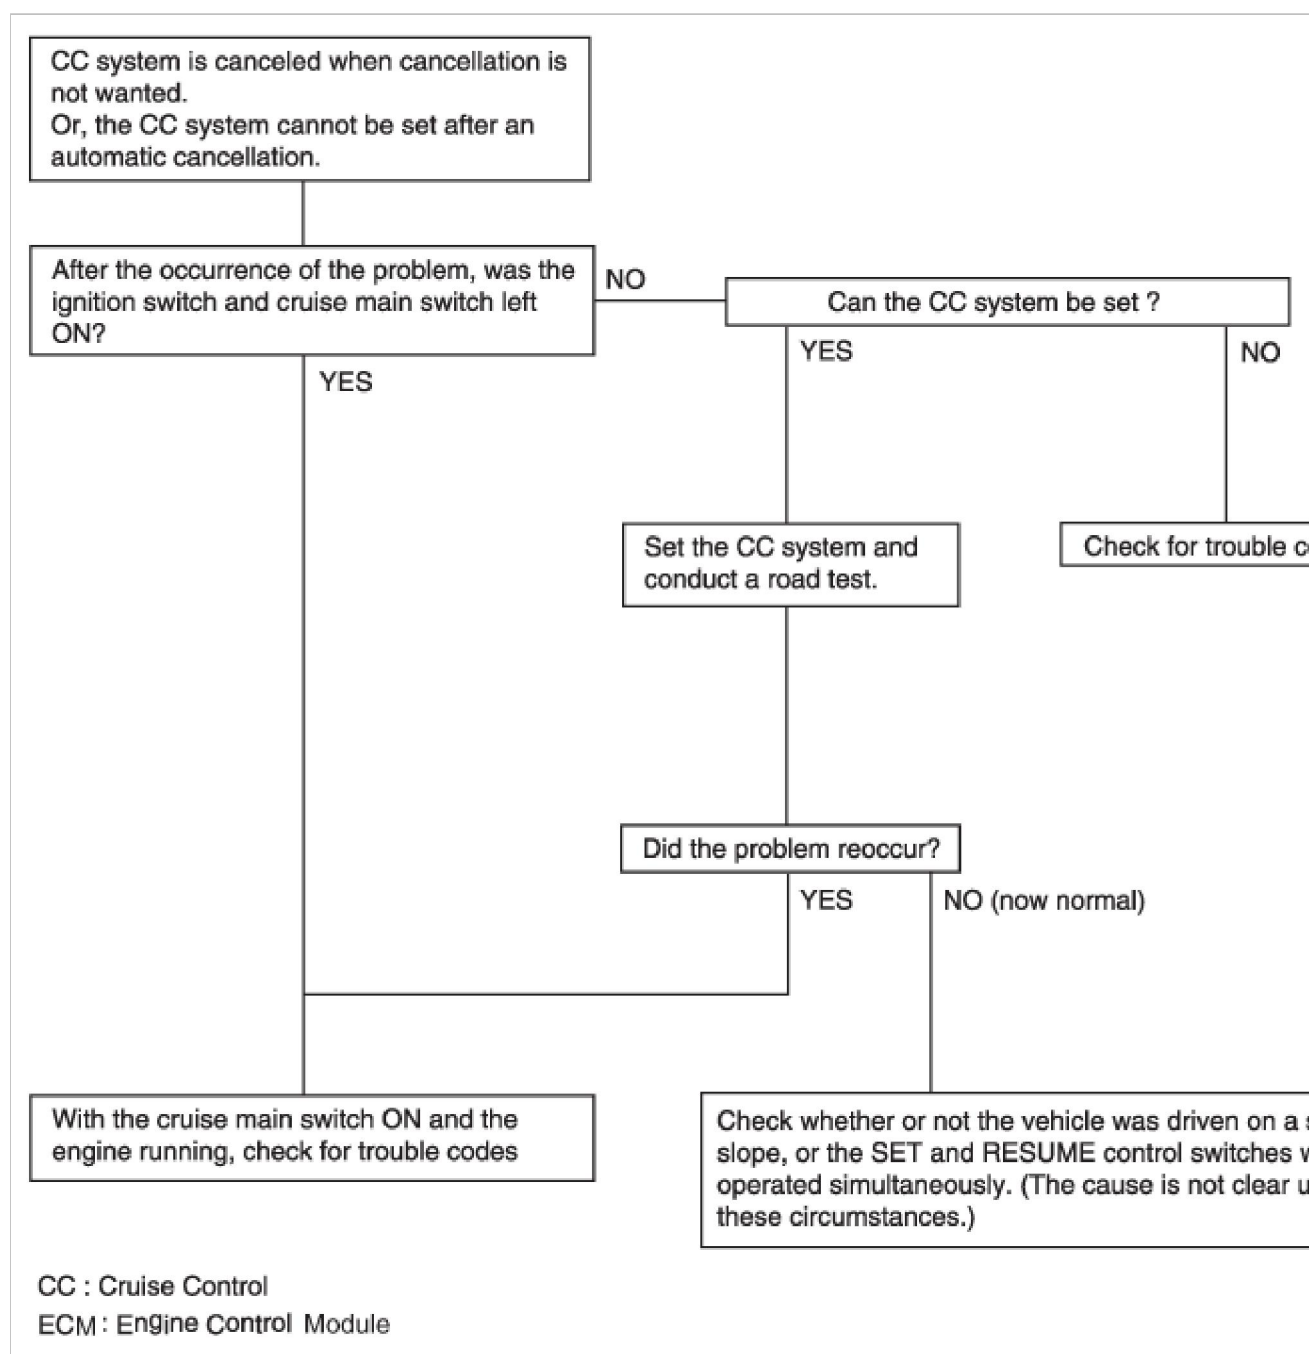 CC system is canceled when cancellation is
not wanted.
Or, the CC system cannot be set after an
automatic cancellation.
After the occurrence of the problem, was the
ignition switch and cruise main switch left
ON?
NO
Can the CC system be set ?
YES
YES
NO
Set the CC system and
conduct a road test.
Check for trouble
Did the problem reoccur?
YES
NO (now normal)
With the cruise main switch ON and the
engine running, check for trouble codes
Check whether or not the vehicle was driven on a
slope, or the SET and RESUME control switches
operated simultaneously. (The cause is not clear
these circumstances.)
CC : Cruise Control
ECM : Engine Control Module